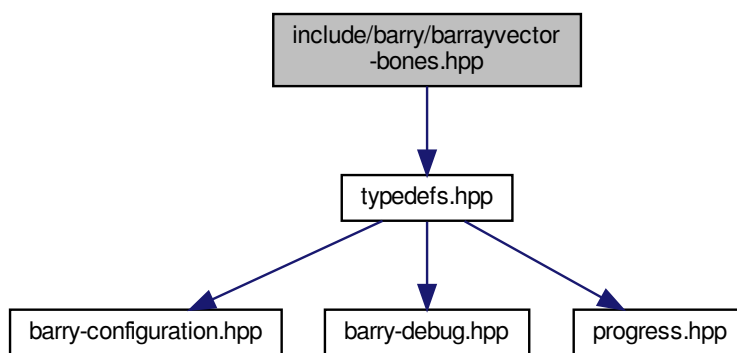 include/barry/barrayvector
-bones.hpp
typedefs.hpp
barry-configuration.hpp
barry-debug.hpp
progress.hpp